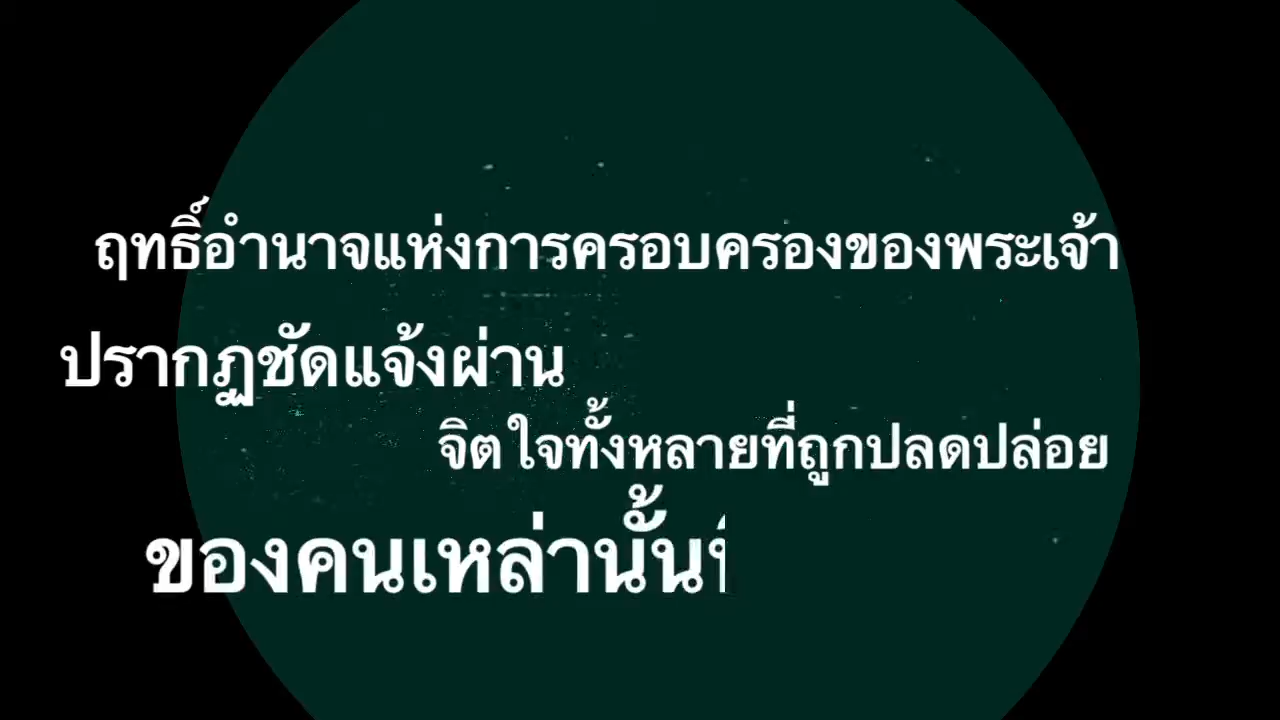 ฤทธิ์อำนาจแห่งการครอบครองของพระเจ้า
ปรากฏชัดแจ้งผ่าน
จิตใจทั้งหลายที่ถูกปลดปล่อย
ของคนเหล่านั้น